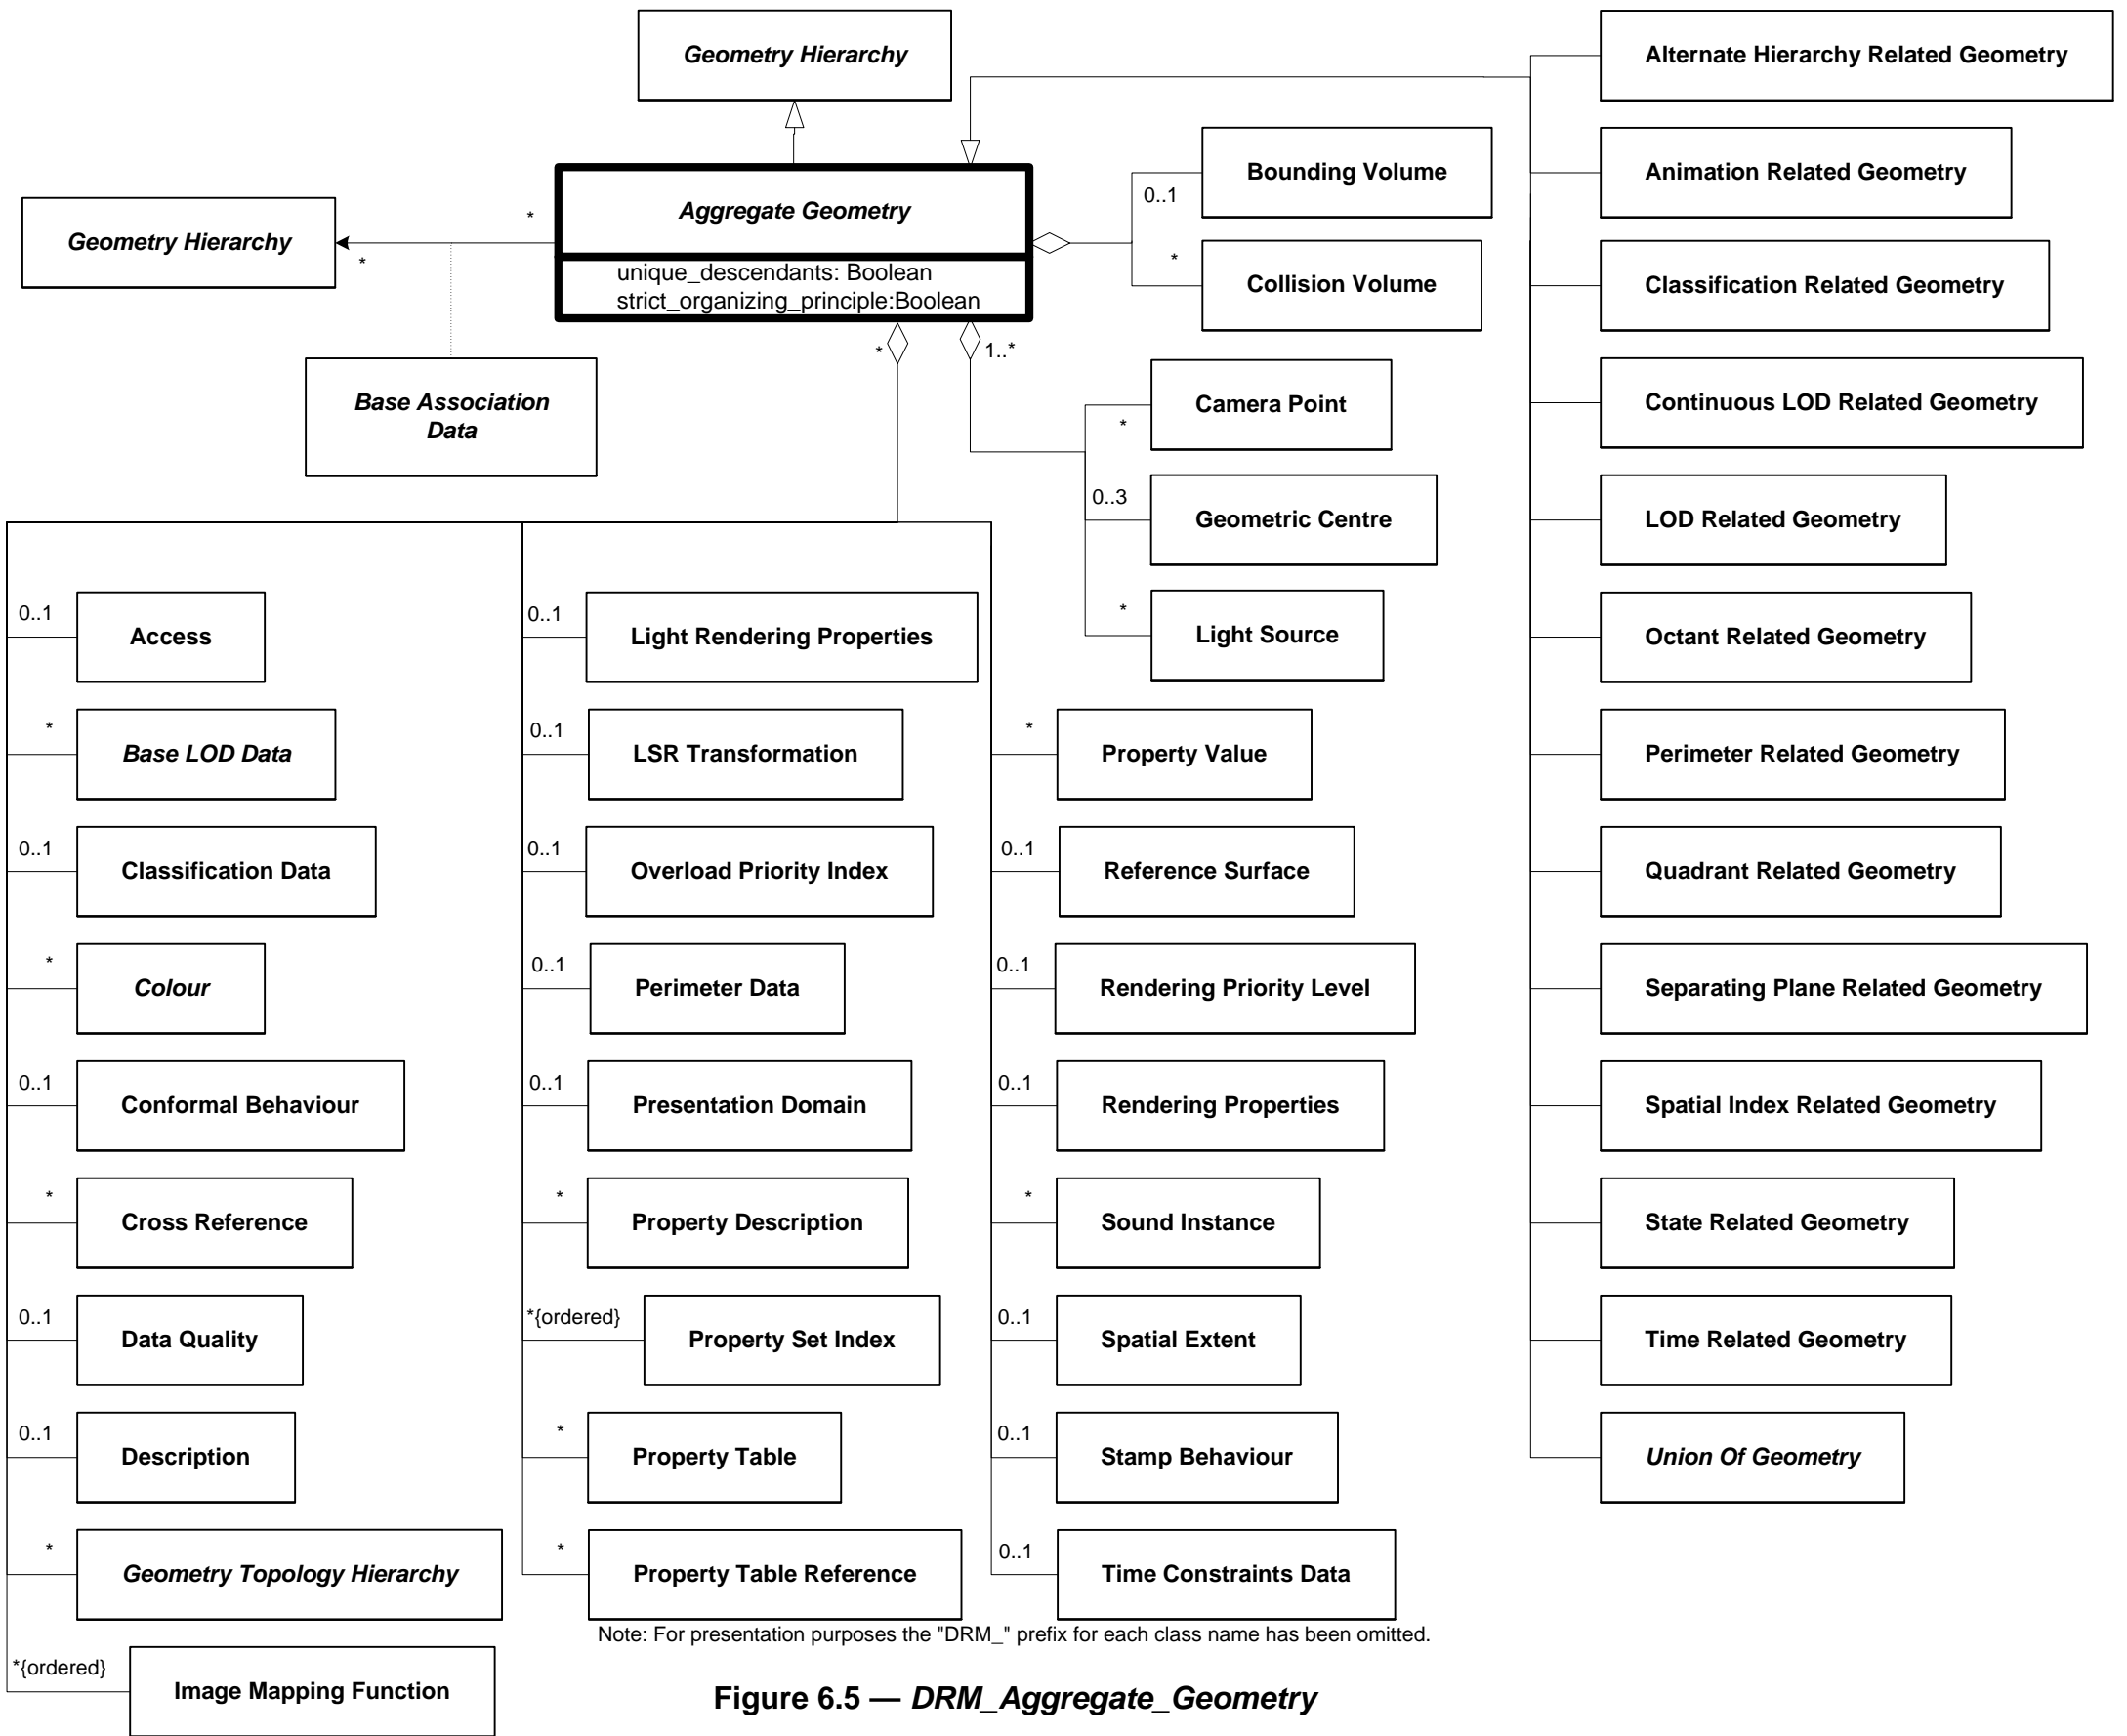 Geometry Hierarchy
Alternate Hierarchy Related Geometry
Bounding Volume
0..1
Animation Related Geometry
Geometry Hierarchy
*
*
Aggregate Geometry
unique_descendants: Boolean
strict_organizing_principle:Boolean
*
Collision Volume
Classification Related Geometry
*
1..*
Base Association
Data
Camera Point
*
Continuous LOD Related Geometry
0..3
Geometric Centre
LOD Related Geometry
0..1
Access
0..1
Light Rendering Properties
*
Light Source
Octant Related Geometry
*
Base LOD Data
0..1
LSR Transformation
*
Property Value
Perimeter Related Geometry
0..1
Classification Data
0..1
Overload Priority Index
0..1
Reference Surface
Quadrant Related Geometry
*
Colour
0..1
Perimeter Data
0..1
Rendering Priority Level
Separating Plane Related Geometry
0..1
Conformal Behaviour
0..1
Presentation Domain
0..1
Rendering Properties
Spatial Index Related Geometry
*
Cross Reference
*
Property Description
*
Sound Instance
State Related Geometry
0..1
Data Quality
*{ordered}
Property Set Index
0..1
Spatial Extent
Time Related Geometry
0..1
Description
*
Property Table
0..1
Stamp Behaviour
Union Of Geometry
*
Geometry Topology Hierarchy
*
Property Table Reference
0..1
Time Constraints Data
Note: For presentation purposes the "DRM_" prefix for each class name has been omitted.
*{ordered}
Image Mapping Function
Figure 6.5 — DRM_Aggregate_Geometry